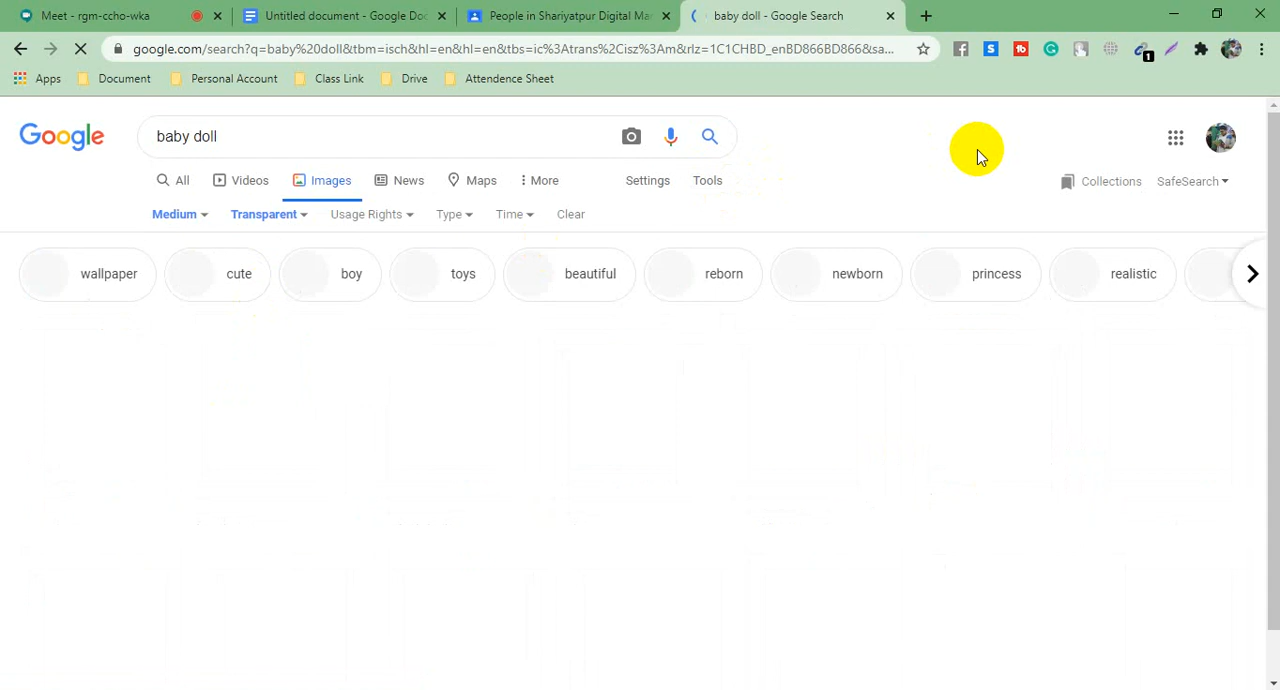 Meet - rgm-ccho-wka
Untitled document - Google Doc
People in Shariyatpur Digital Mar
baby doll - Google Search
google.com/search?q=baby%20doll&tbm=isch&hl=en&hl=en&tbs=ic%3Atrans%2Cisz%3Am&rlz=1C1CHBD_enBD866BD866&sa...
1
Apps
Document
Personal Account
Class Link
Drive
Attendence Sheet
Google
baby doll
All
Videos
Images
News
Maps
More
Settings
Tools
Collections
SafeSearch
Medium
Transparent
Usage Rights
Type
Time
Clear
wallpaper
cute
boy
toys
beautiful
reborn
newborn
princess
realistic